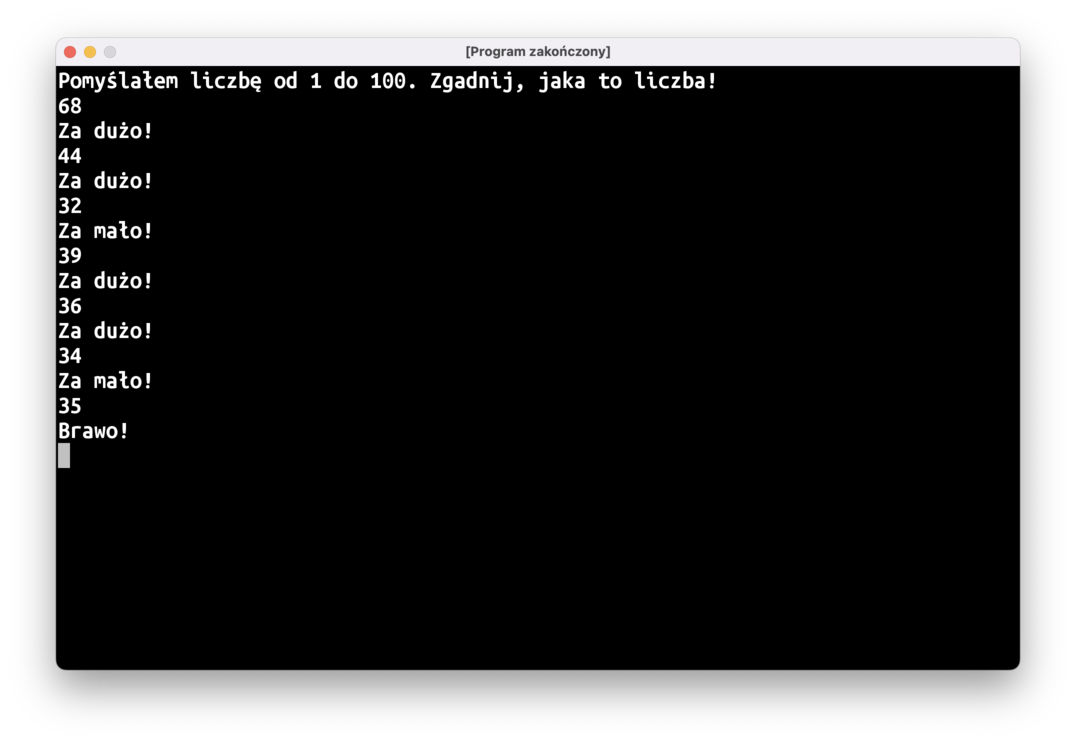 [Program zakończony]
Pomyślałem liczbę od 1 do 100. Zgadnij, jaka to liczba!
68
Za dużo!
44
Za dużo!
32
Za mało!
39
Za dużo!
36
Za dużo!
34
Za mało!
35
Brawo!